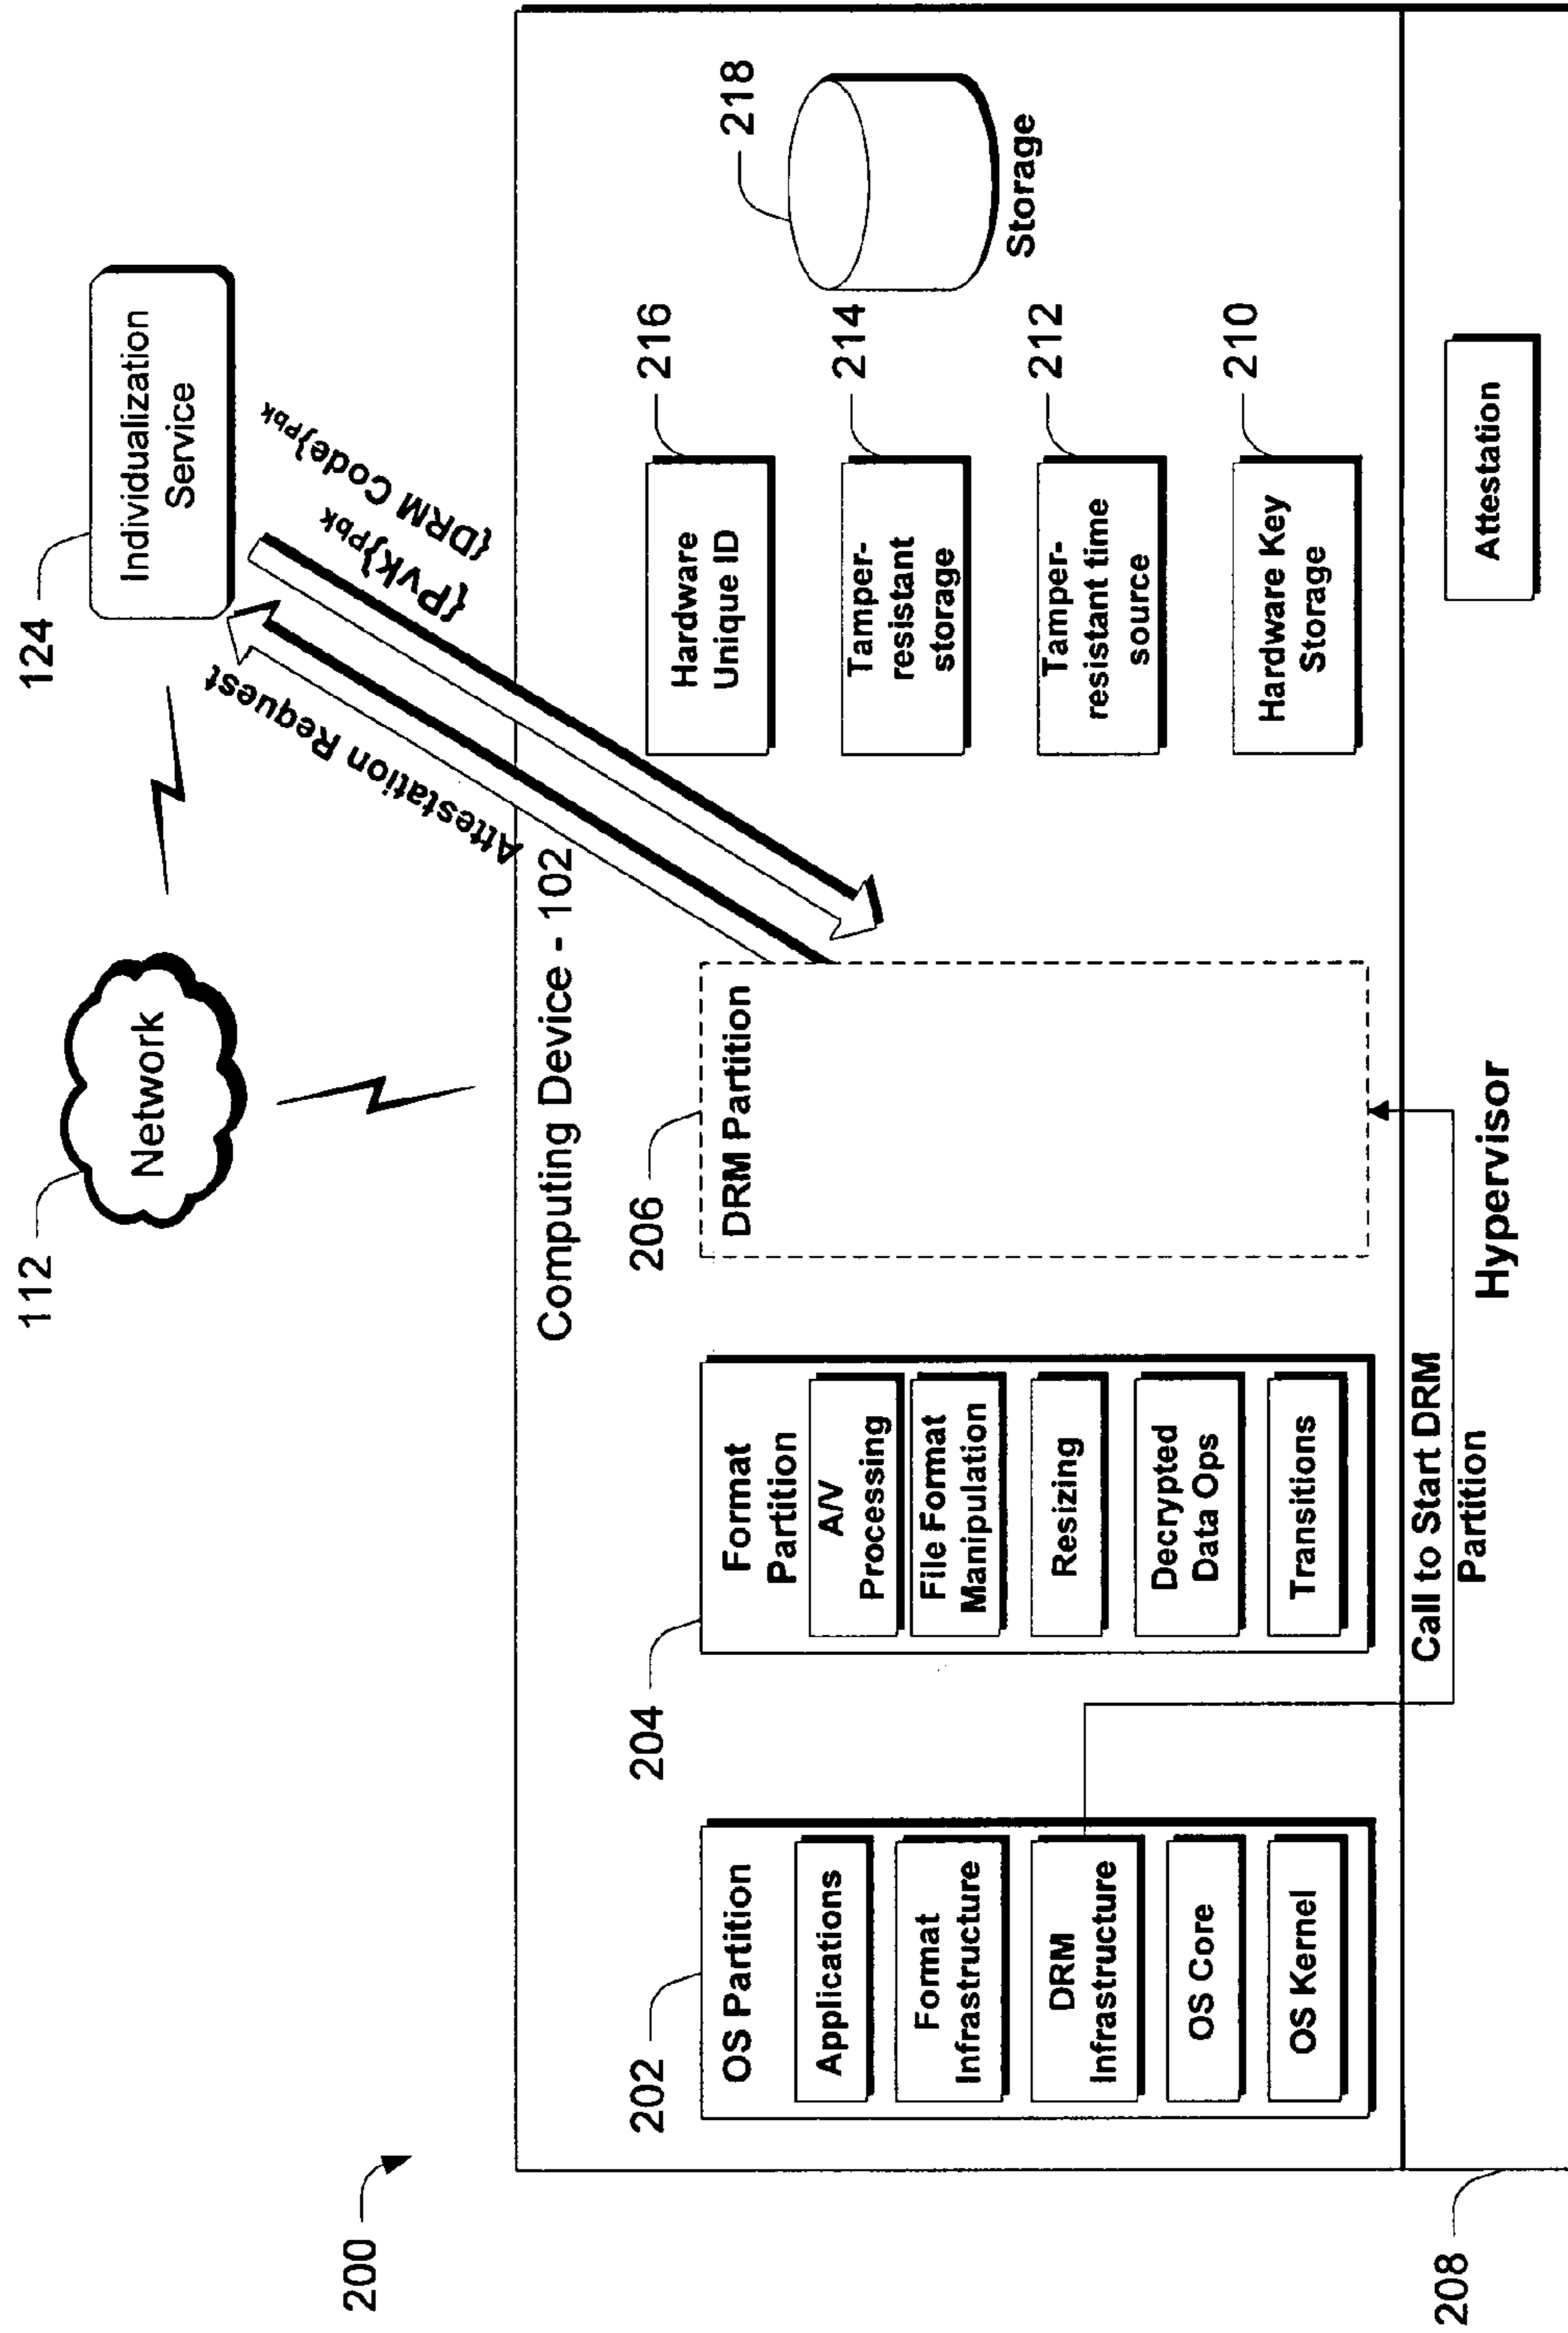 200
112
Network
124
Individualization
Service
Attestation Request
{Pvk}Pbk
{DRM Code}Pbk
Computing Device - 102
202
OS Partition
Applications
Format
Infrastructure
DRM
Infrastructure
OS Core
OS Kernel
204
Format
Partition
A/V
Processing
File Format
Manipulation
Resizing
Decrypted
Data Ops
Transitions
206
DRM Partition
216
Hardware
Unique ID
214
Tamper-
resistant
storage
212
Tamper-
resistant time
source
210
Hardware Key
Storage
218
Storage
208
Call to Start DRM
Partition
Hypervisor
Attestation